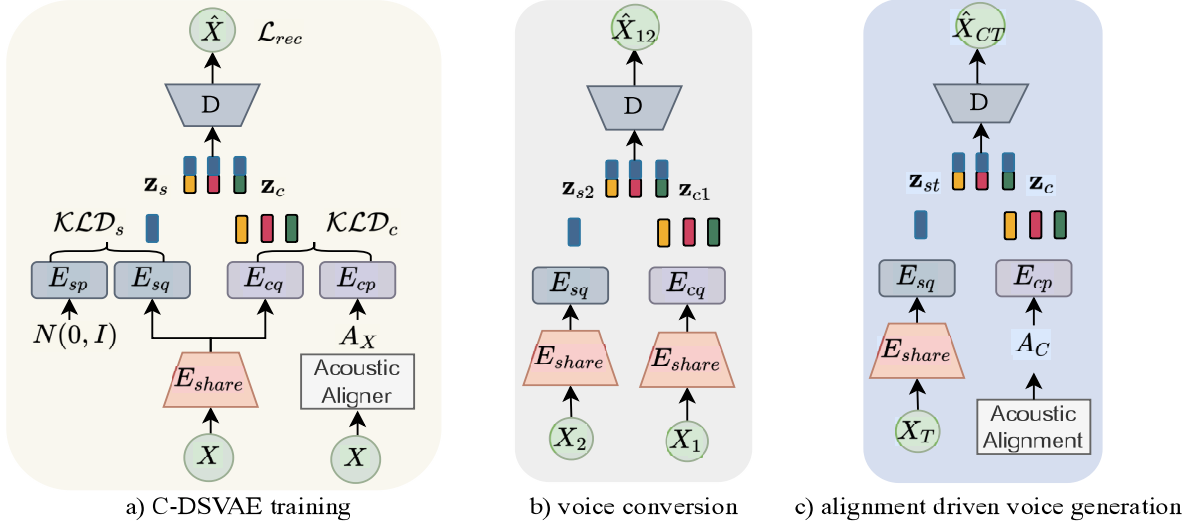 X̂ ℒ_rec
D
z_s z_c
𝒦ℒ𝒟_s 𝒦ℒ𝒟_c
E_sp E_sq E_cq E_cp
N(0, I) A_X
E_share
Acoustic
Aligner
X X
a) C-DSVAE training
X̂_12
D
z_s2 z_c1
E_sq E_cq
E_share E_share
X_2 X_1
b) voice conversion
X̂_CT
D
z_st z_c
E_sq E_cp
E_share A_C
X_T
Acoustic
Alignment
c) alignment driven voice generation